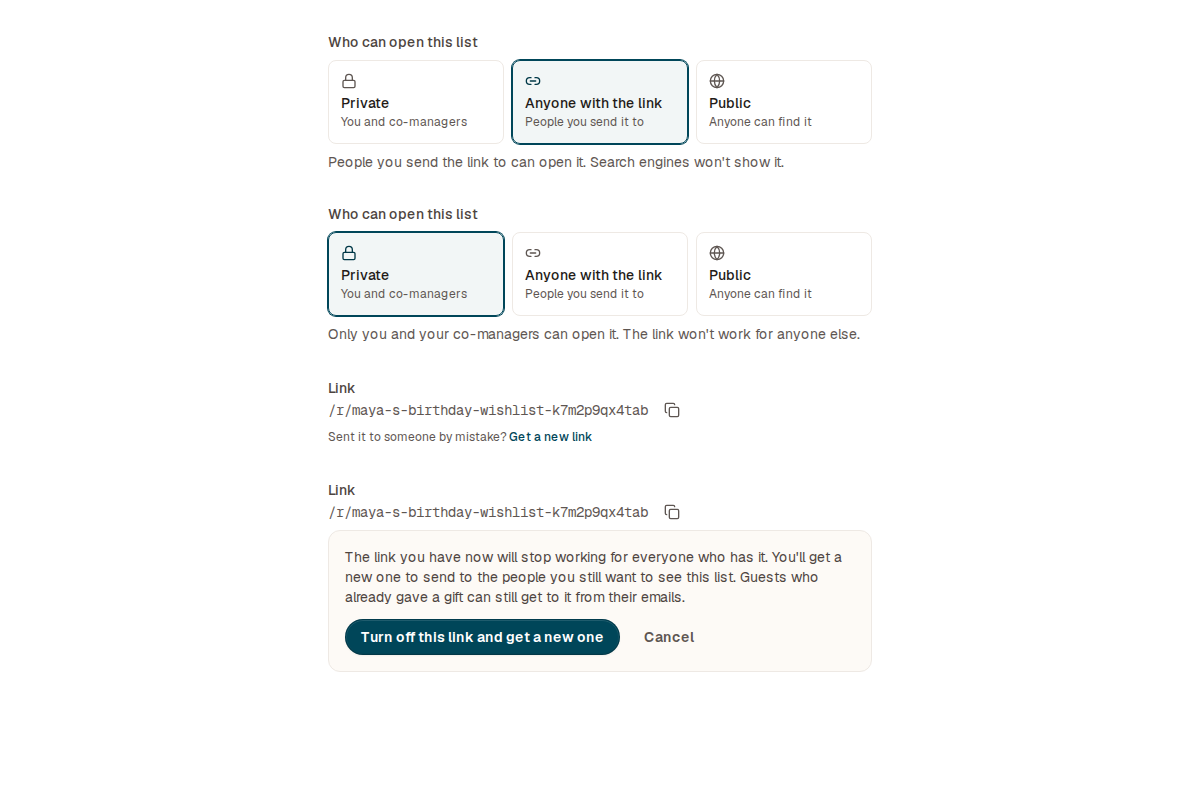 Who can open this list
Private
You and co-managers
Anyone with the link
People you send it to
Public
Anyone can find it
People you send the link to can open it. Search engines won't show it.
Who can open this list
Private
You and co-managers
Anyone with the link
People you send it to
Public
Anyone can find it
Only you and your co-managers can open it. The link won't work for anyone else.
Link
/r/maya-s-birthday-wishlist-k7m2p9qx4tab
Sent it to someone by mistake? Get a new link
Link
/r/maya-s-birthday-wishlist-k7m2p9qx4tab
The link you have now will stop working for everyone who has it. You'll get a
new one to send to the people you still want to see this list. Guests who
already gave a gift can still get to it from their emails.
Turn off this link and get a new one
Cancel